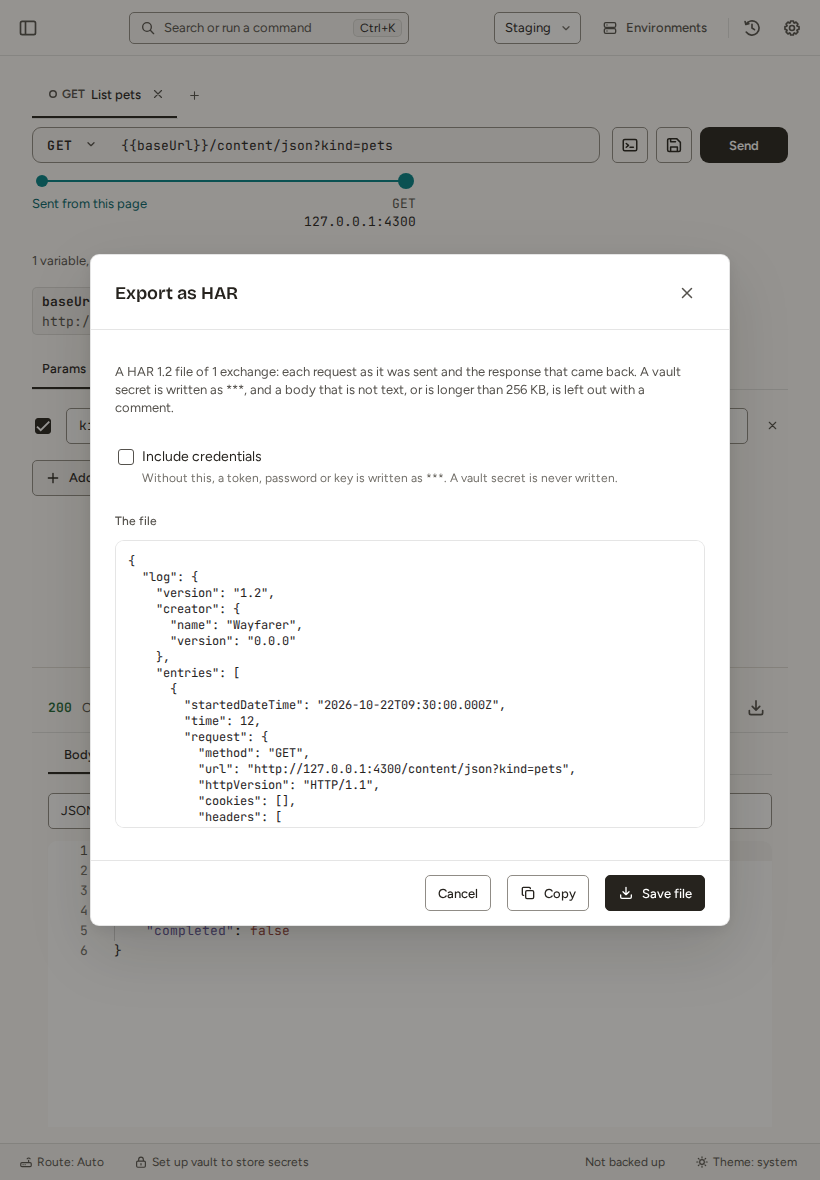 Search or run a command
Ctrl+K
Staging
Environments
GET List pets
GET
{{baseUrl}}/content/json?kind=pets
Send
Sent from this page
GET
127.0.0.1:4300
1 variable,
Export as HAR
http:/
Params
A HAR 1.2 file of 1 exchange: each request as it was sent and the response that came back. A vault
secret is written as ***, and a body that is not text, or is longer than 256 KB, is left out with a
comment.
Include credentials
Without this, a token, password or key is written as ***. A vault secret is never written.
The file
{
"log": {
"version": "1.2",
"creator": {
"name": "Wayfarer",
"version": "0.0.0"
},
"entries": [
{
"startedDateTime": "2026-10-22T09:30:00.000Z",
"time": 12,
"request": {
"method": "GET",
"url": "http://127.0.0.1:4300/content/json?kind=pets",
"httpVersion": "HTTP/1.1",
"cookies": [],
"headers": [
200
Body
JSON
1
2
3
4
Cancel
Copy
Save file
5 "completed": false
6 }
Route: Auto
Set up vault to store secrets
Not backed up
Theme: system